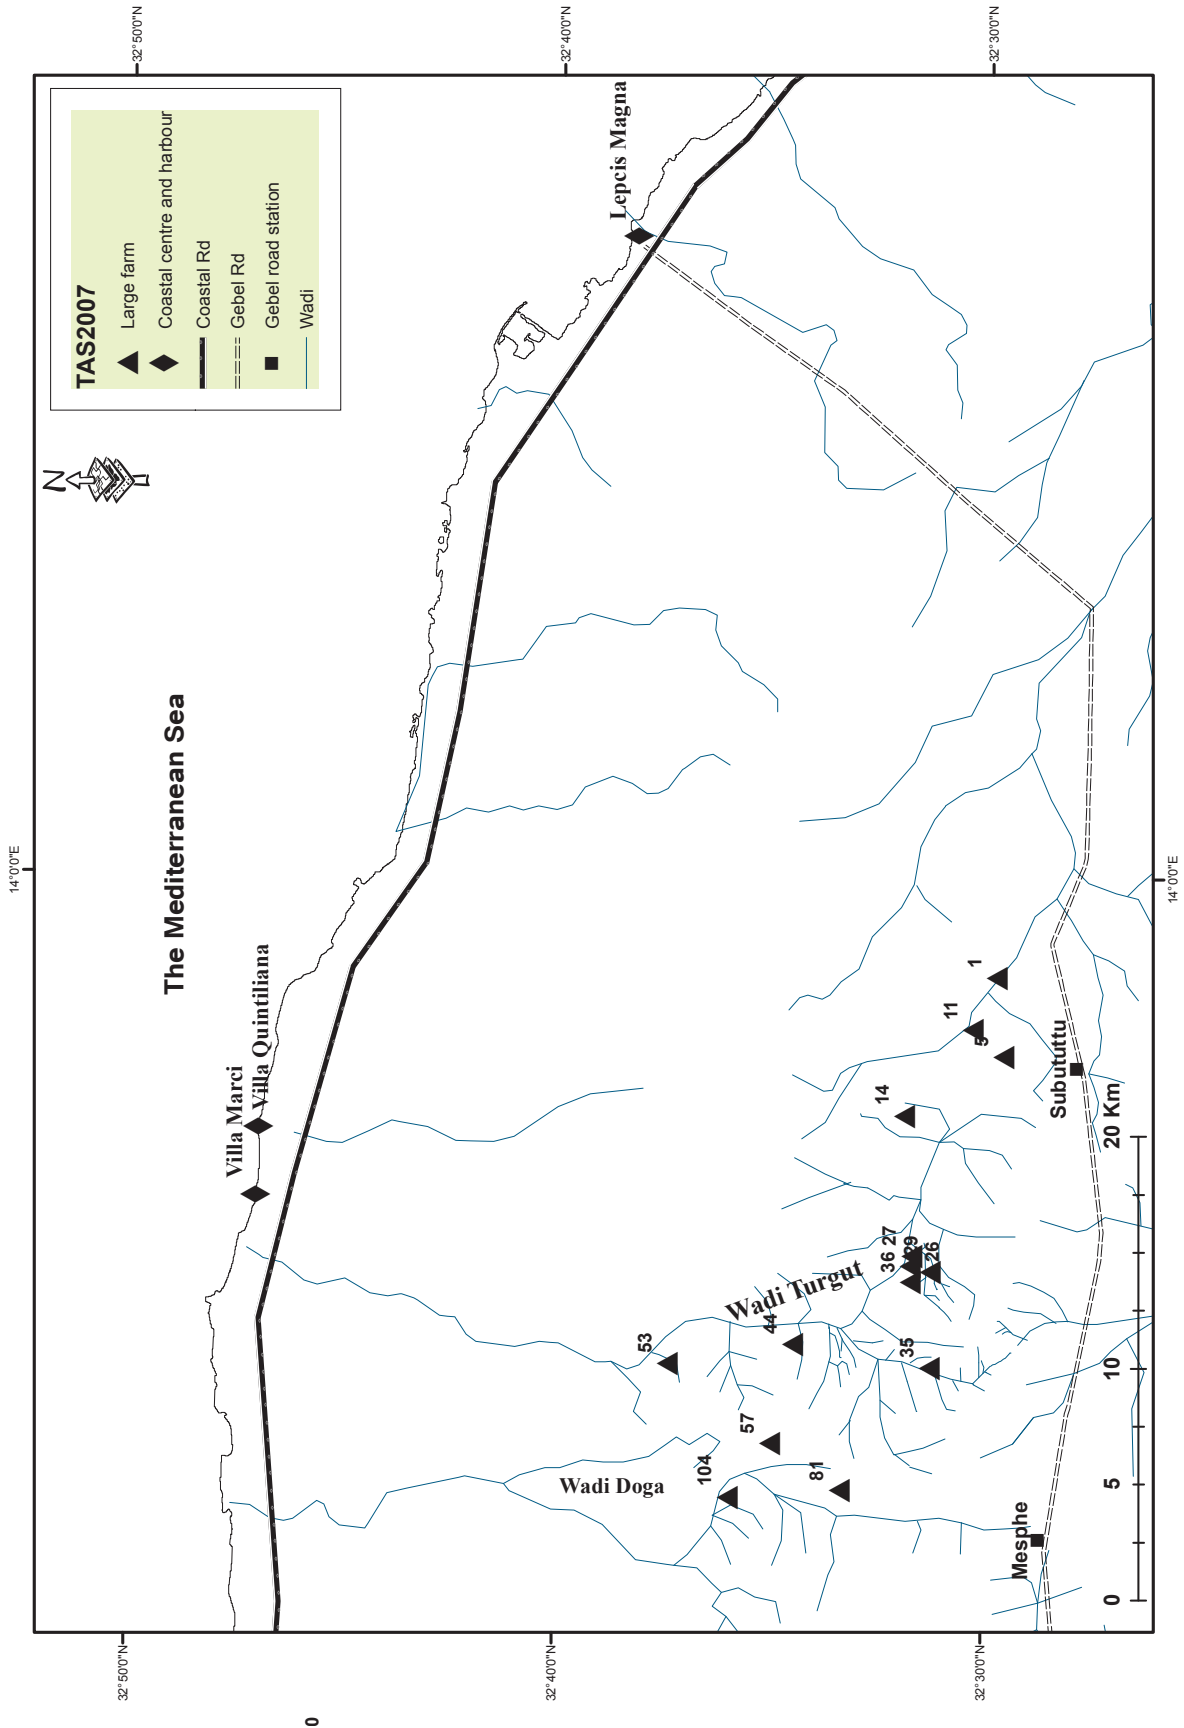 32°50'0"N
32°40'0"N
32°30'0"N
14°0'0"E
TAS2007
Large farm
Coastal centre and harbour
Coastal Rd
Gebel Rd
Gebel road station
Wadi
N
The Mediterranean Sea
Lepcis Magna
Villa Marci
Villa Quintiliana
Wadi Turgut
Wadi Doga
Subututtu
Mesphe
1
11
5
14
27
36
29
26
44
53
35
57
104
81
0
5
10
20 Km
14°0'0"E
32°50'0"N
32°40'0"N
32°30'0"N
0